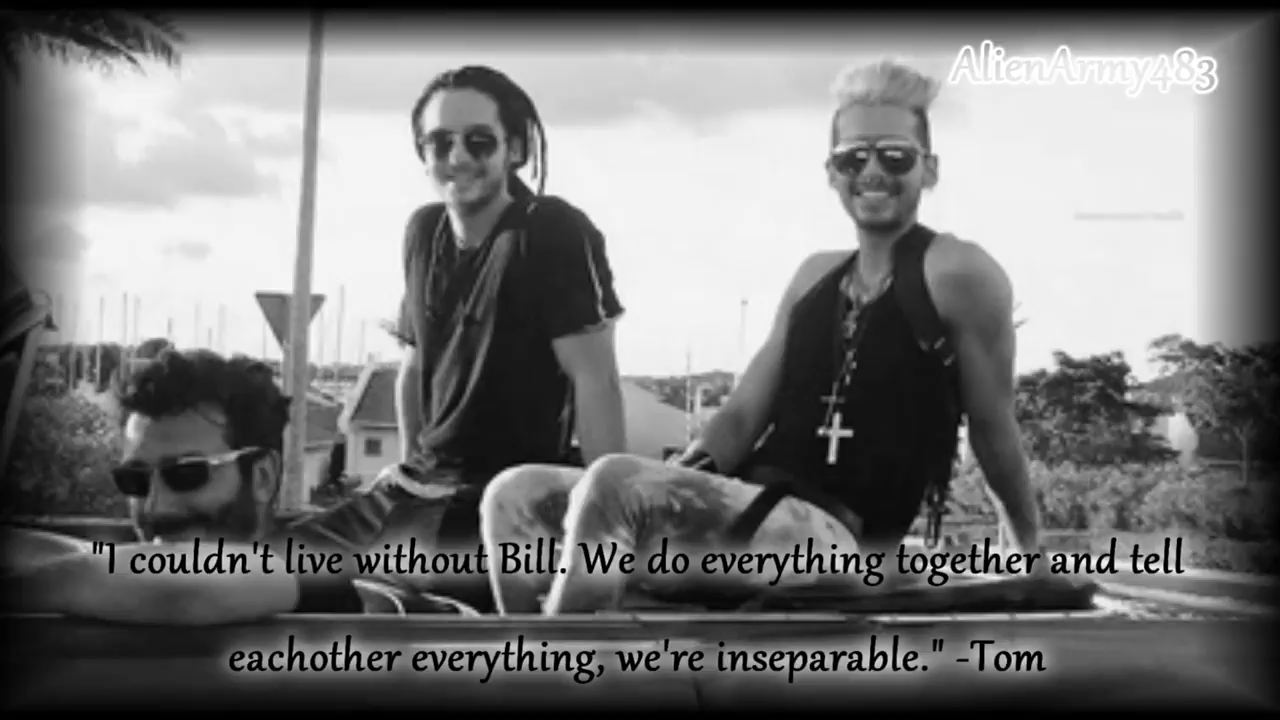 AlienArmy483
"I couldn't live without Bill. We do everything together and tell
eachother everything, we're inseparable." -Tom